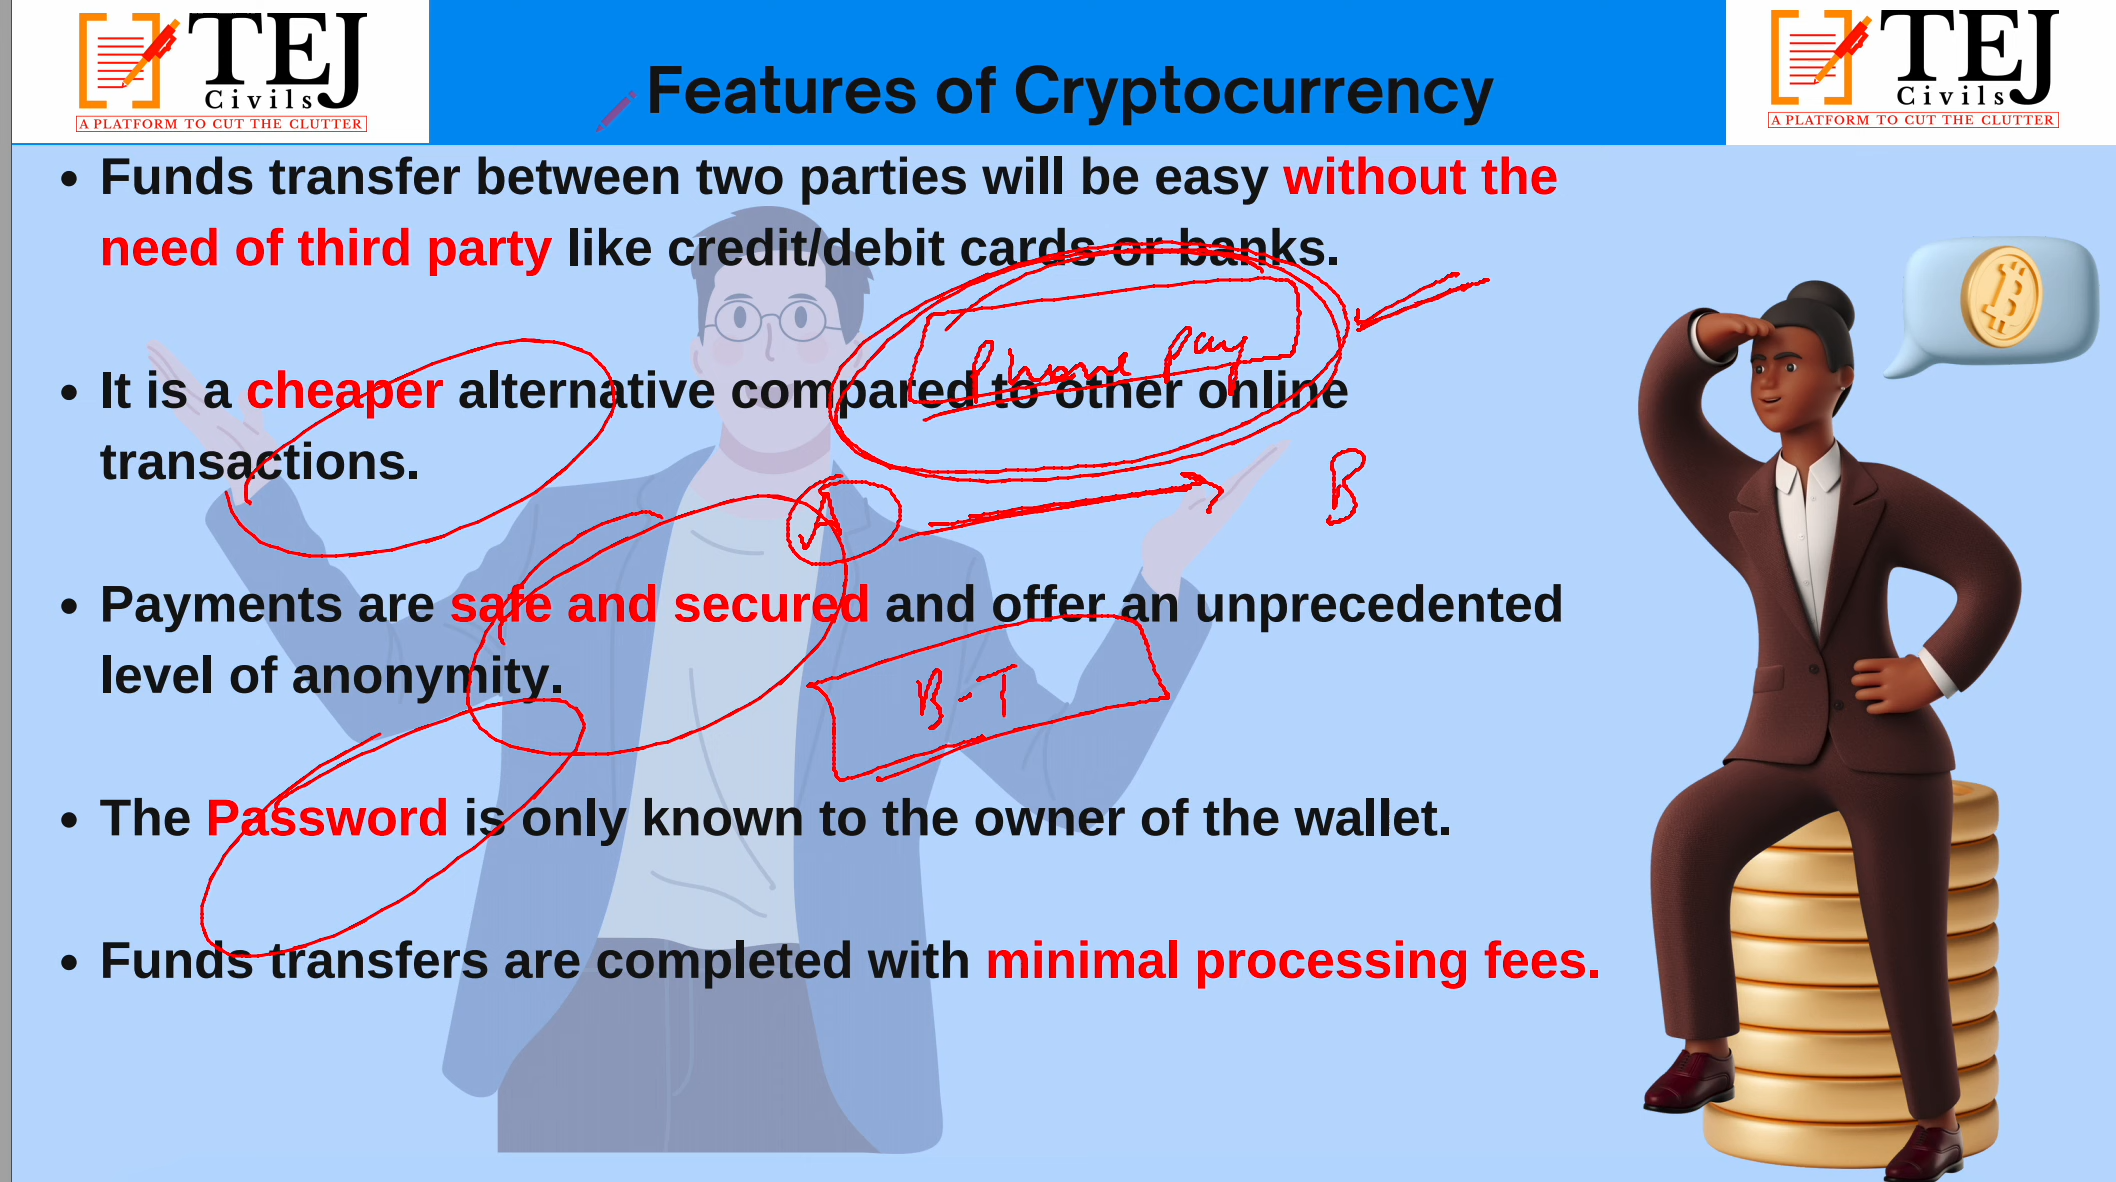 TEJ
Civils
A PLATFORM TO CUT THE CLUTTER
Features of Cryptocurrency
TEJ
Civils
A PLATFORM TO CUT THE CLUTTER
• Funds transfer between two parties will be easy without the
need of third party like credit/debit cards or banks.
Phone Pay
• It is a cheaper alternative compared to other online
transactions.
A
B
• Payments are safe and secured and offer an unprecedented
level of anonymity.
B-T
• The Password is only known to the owner of the wallet.
• Funds transfers are completed with minimal processing fees.